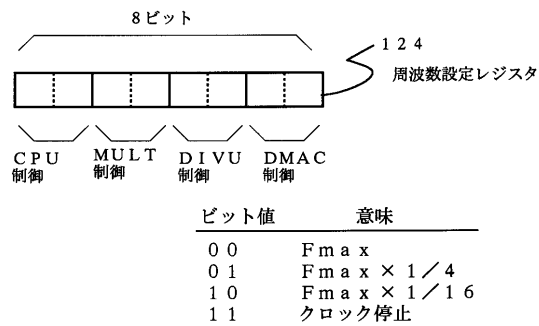 8ビット
124
周波数設定レジスタ
CPU MULT DIVU DMAC
制御 制御 制御 制御
ビット値 意味
00 Fmax
01 Fmax×1/4
10 Fmax×1/16
11 クロック停止